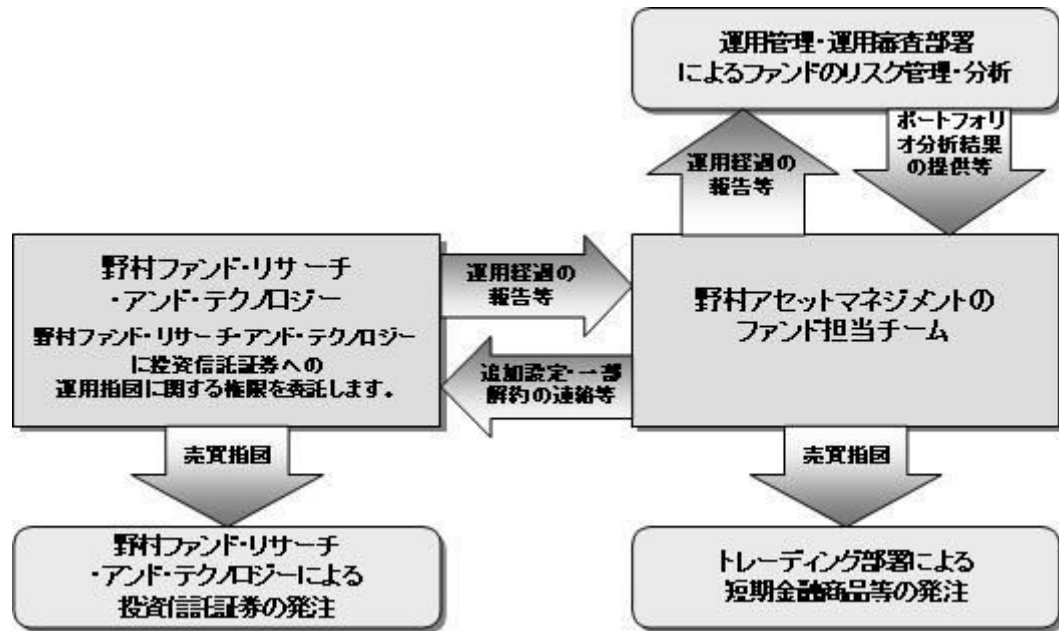 運用管理・運用審査部署
によるファンドのリスク管理・分析
運用経過の
報告等
ポートフォリ
オ分析結果
の提供等
野村ファンド・リサーチ
・アンド・テクノロジー
野村ファンド・リサーチ・アンド・テクノロジー
に投資信託証券への
運用指図に関する権限を委託します。
運用経過の
報告等
追加設定・一部
解約の連絡等
野村アセットマネジメントの
ファンド担当チーム
売買指図
売買指図
野村ファンド・リサーチ
・アンド・テクノロジーによる
投資信託証券の発注
トレーディング部署による
短期金融商品等の発注